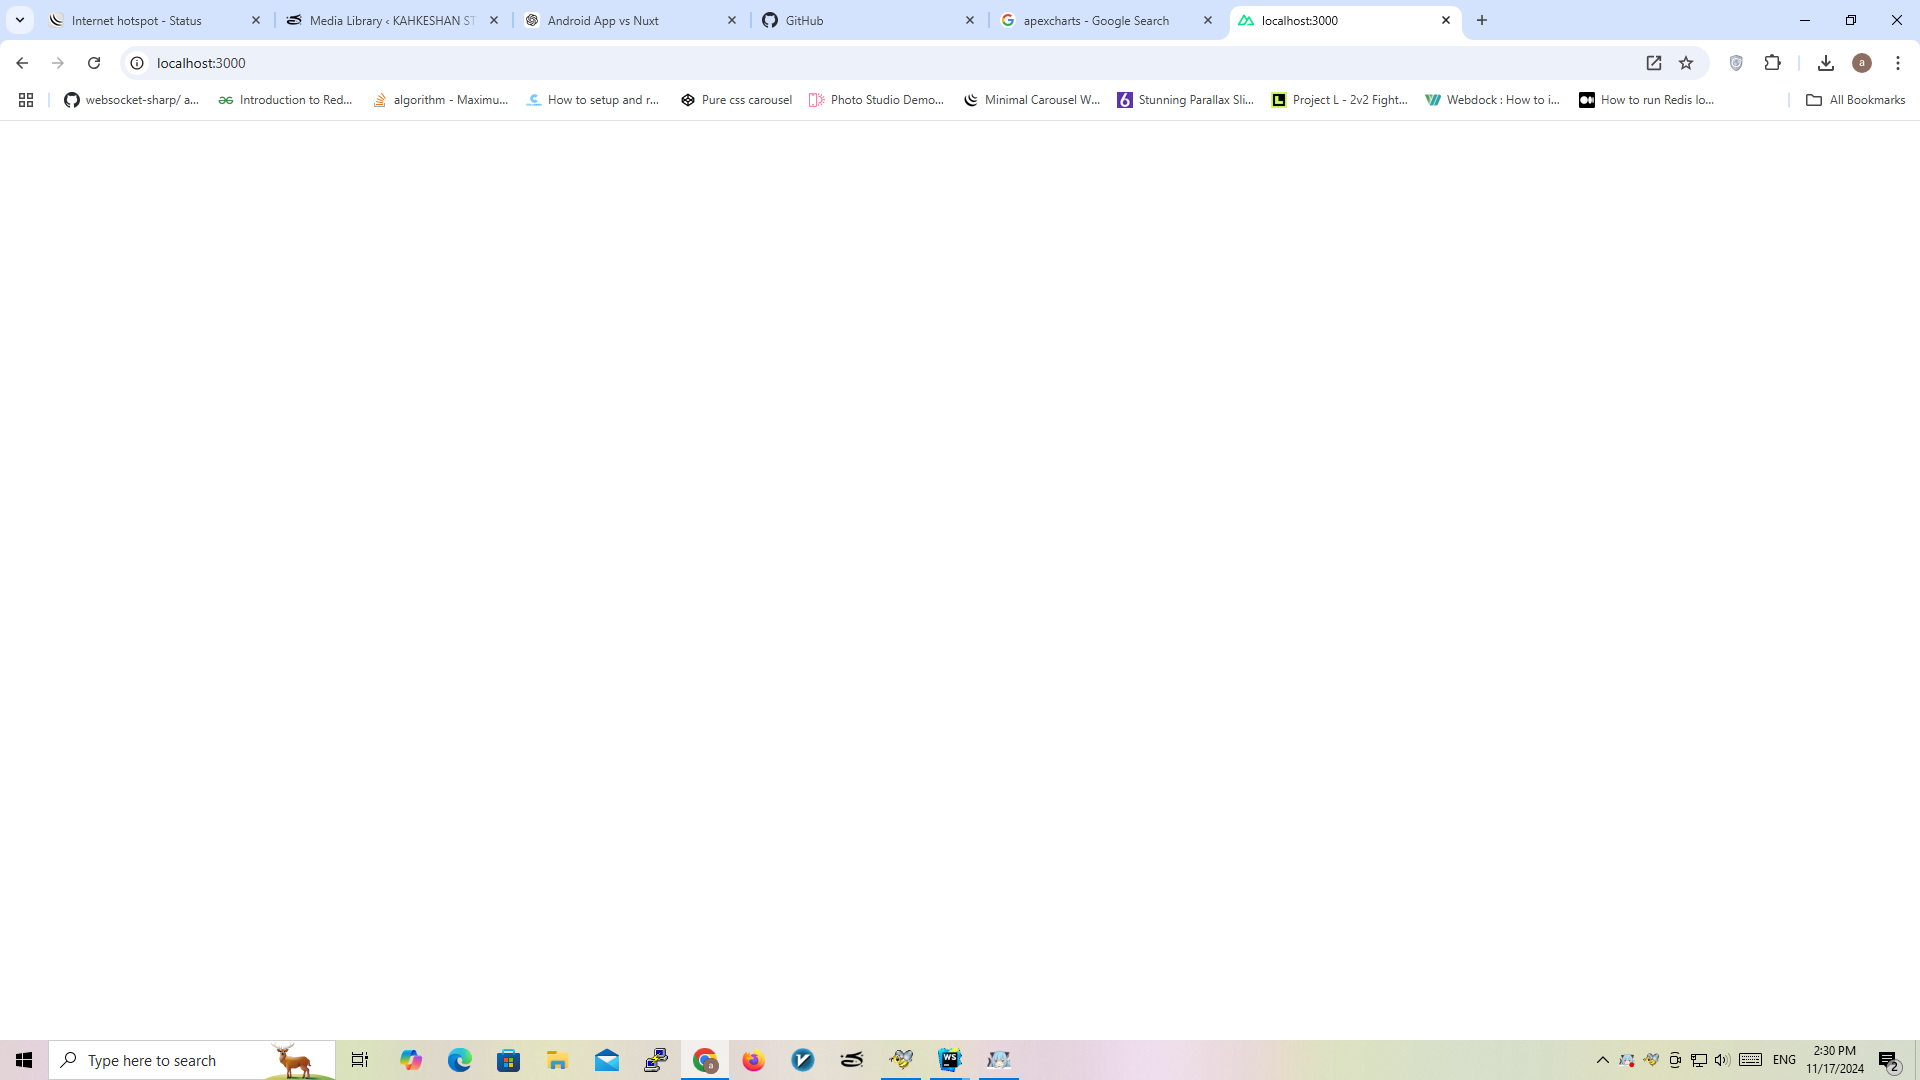 Internet hotspot - Status
Media Library ‹ KAHKESHAN ST
Android App vs Nuxt
GitHub
apexcharts - Google Search
localhost:3000
localhost:3000
a
websocket-sharp/ a...
Introduction to Red...
algorithm - Maximu...
How to setup and r...
Pure css carousel
Photo Studio Demo...
Minimal Carousel W...
6 Stunning Parallax Sli...
L Project L - 2v2 Fight...
Webdock : How to i...
How to run Redis lo...
All Bookmarks
Type here to search
a
WS
ENG
2:30 PM
11/17/2024
2